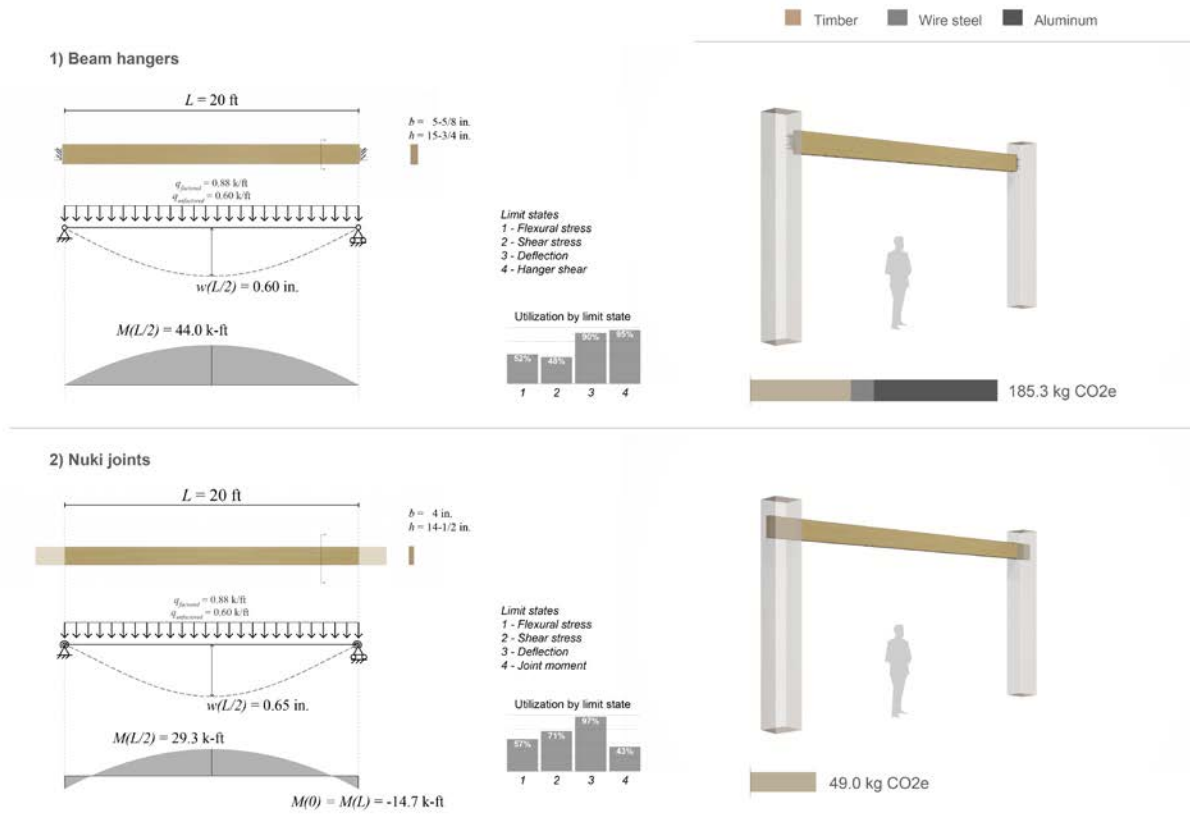 Timber
Wire steel
Aluminum
1) Beam hangers
L = 20 ft
b = 5-5/8 in.
h = 15-3/4 in.
qfactored = 0.88 k/ft
qunfactored = 0.60 k/ft
w(L/2) = 0.60 in.
M(L/2) = 44.0 k-ft
Limit states
1 - Flexural stress
2 - Shear stress
3 - Deflection
4 - Hanger shear
Utilization by limit state
52% 48% 90% 95%
1 2 3 4
185.3 kg CO2e
2) Nuki joints
L = 20 ft
b = 4 in.
h = 14-1/2 in.
qfactored = 0.88 k/ft
qunfactored = 0.60 k/ft
w(L/2) = 0.65 in.
M(L/2) = 29.3 k-ft
M(0) = M(L) = -14.7 k-ft
Limit states
1 - Flexural stress
2 - Shear stress
3 - Deflection
4 - Joint moment
Utilization by limit state
57% 71% 97% 43%
1 2 3 4
49.0 kg CO2e